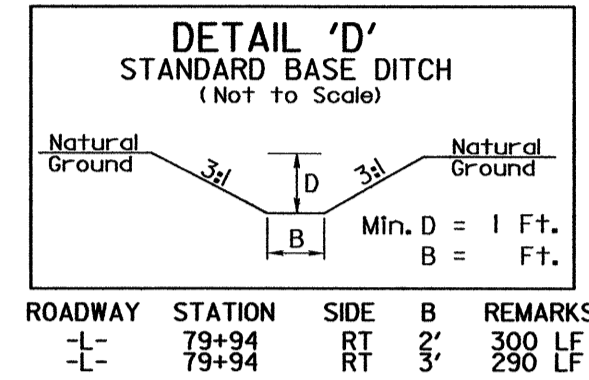 DETAIL 'D'
STANDARD BASE DITCH
(Not to Scale)
Natural
Ground
3:1
D
3:1
Natural
Ground
B
Min. D = 1 Ft.
B = Ft.
ROADWAY STATION SIDE B REMARKS
-L- 79+94 RT 2' 300 LF
-L- 79+94 RT 3' 290 LF